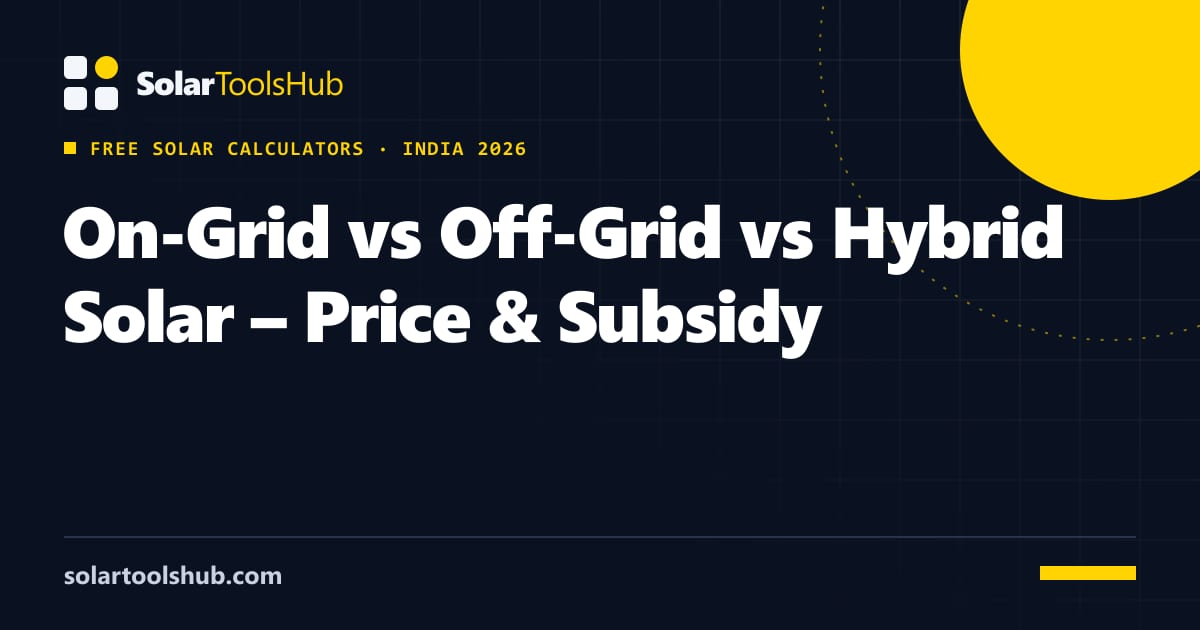 SolarToolsHub
FREE SOLAR CALCULATORS · INDIA 2026
On-Grid vs Off-Grid vs Hybrid
Solar – Price & Subsidy
solartoolshub.com